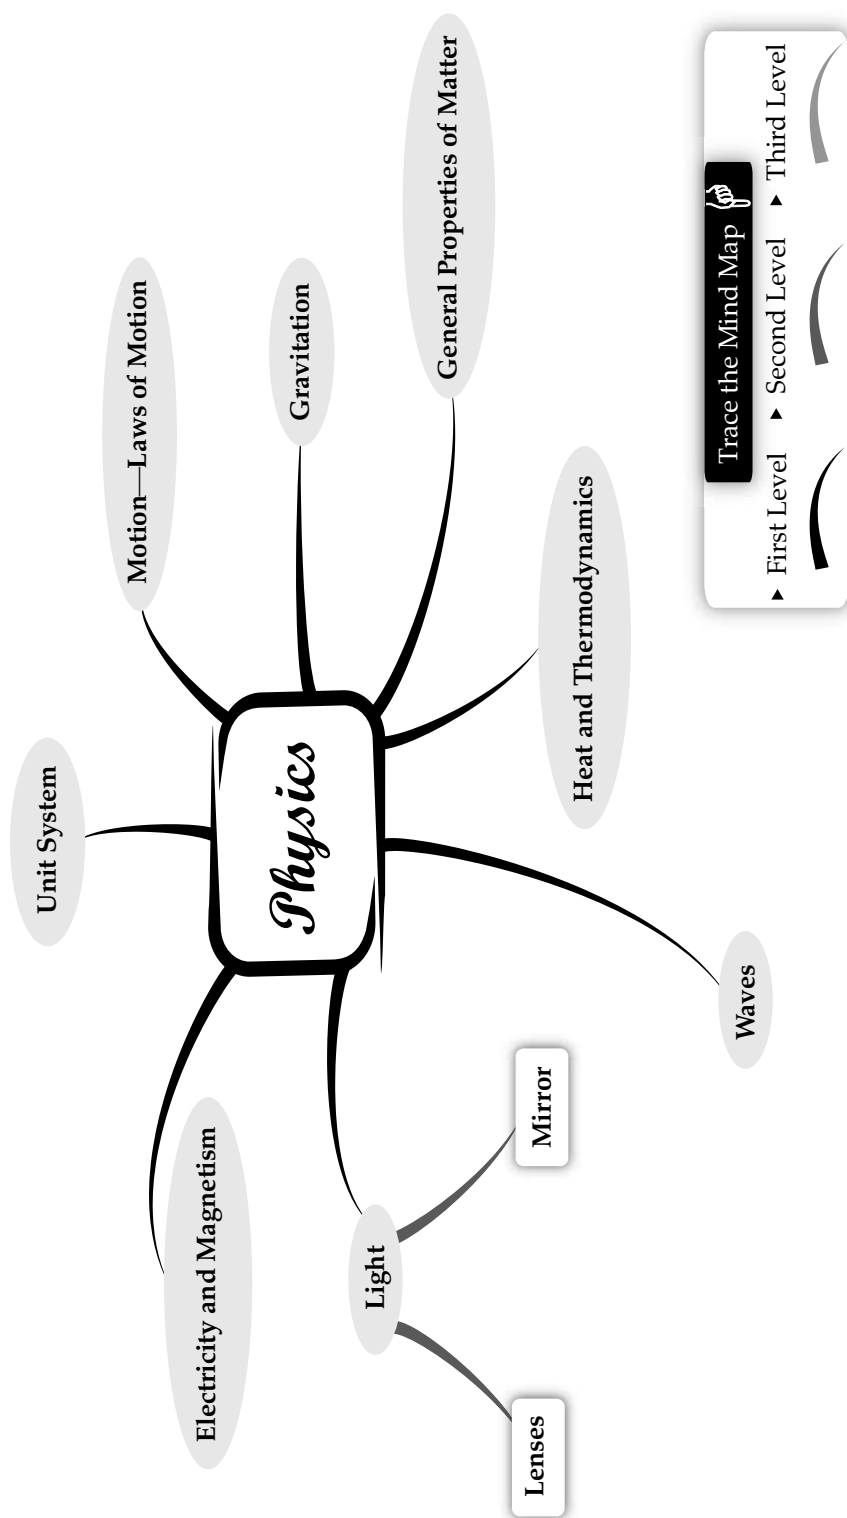 Unit System
Electricity and Magnetism
Motion—Laws of Motion
Physics
Gravitation
Light
General Properties of Matter
Lenses
Mirror
Heat and Thermodynamics
Waves
Trace the Mind Map
▶ First Level ▶ Second Level ▶ Third Level